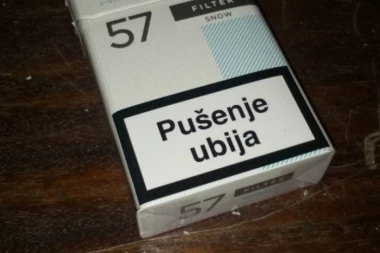 57
FILTER
SNOW
Pušenje
ubija
57
FILTER